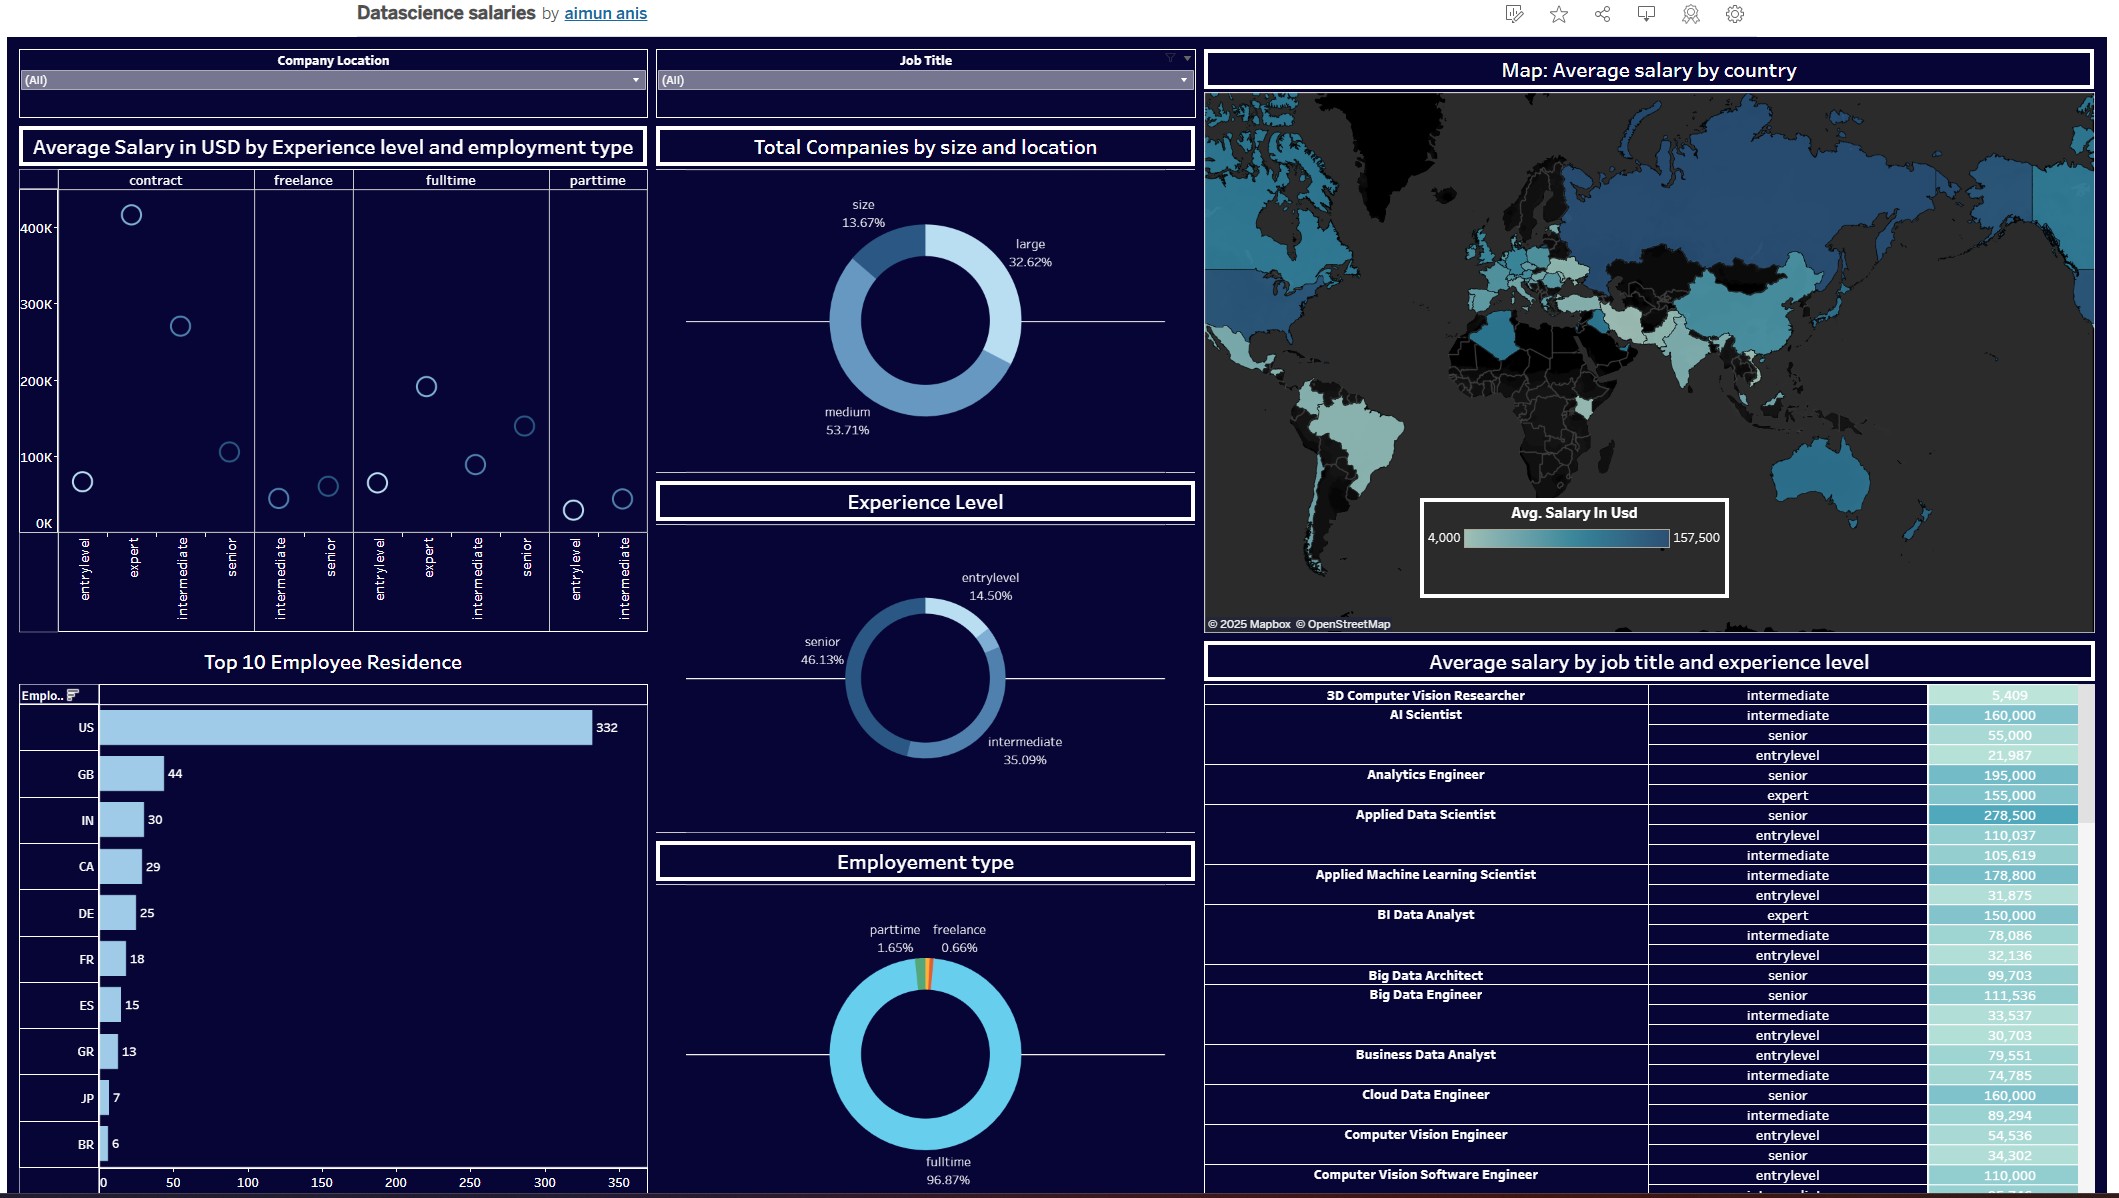 Datascience salaries by aimun anis
Company Location
(All)
Job Title
(All)
Average Salary in USD by Experience level and employment type
contract
freelance
fulltime
parttime
400K
300K
200K
100K
0K
entrylevel
expert
intermediate
senior
intermediate
senior
entrylevel
expert
intermediate
senior
entrylevel
intermediate
Top 10 Employee Residence
Emplo..
US
332
GB
44
IN
30
CA
29
DE
25
FR
18
ES
15
GR
13
JP
7
BR
6
0
50
100
150
200
250
300
350
Total Companies by size and location
size
13.67%
large
32.62%
medium
53.71%
Experience Level
entrylevel
14.50%
senior
46.13%
intermediate
35.09%
Employement type
parttime
1.65%
freelance
0.66%
fulltime
96.87%
Map: Average salary by country
Avg. Salary In Usd
4,000
157,500
© 2025 Mapbox © OpenStreetMap
Average salary by job title and experience level
3D Computer Vision Researcher intermediate 5,409
AI Scientist intermediate 160,000
senior 55,000
entrylevel 21,987
Analytics Engineer senior 195,000
expert 155,000
Applied Data Scientist senior 278,500
entrylevel 110,037
intermediate 105,619
Applied Machine Learning Scientist intermediate 178,800
entrylevel 31,875
BI Data Analyst expert 150,000
intermediate 78,086
entrylevel 32,136
Big Data Architect senior 99,703
Big Data Engineer senior 111,536
intermediate 33,537
entrylevel 30,703
Business Data Analyst entrylevel 79,551
intermediate 74,785
Cloud Data Engineer senior 160,000
intermediate 89,294
Computer Vision Engineer entrylevel 54,536
senior 34,302
Computer Vision Software Engineer entrylevel 110,000